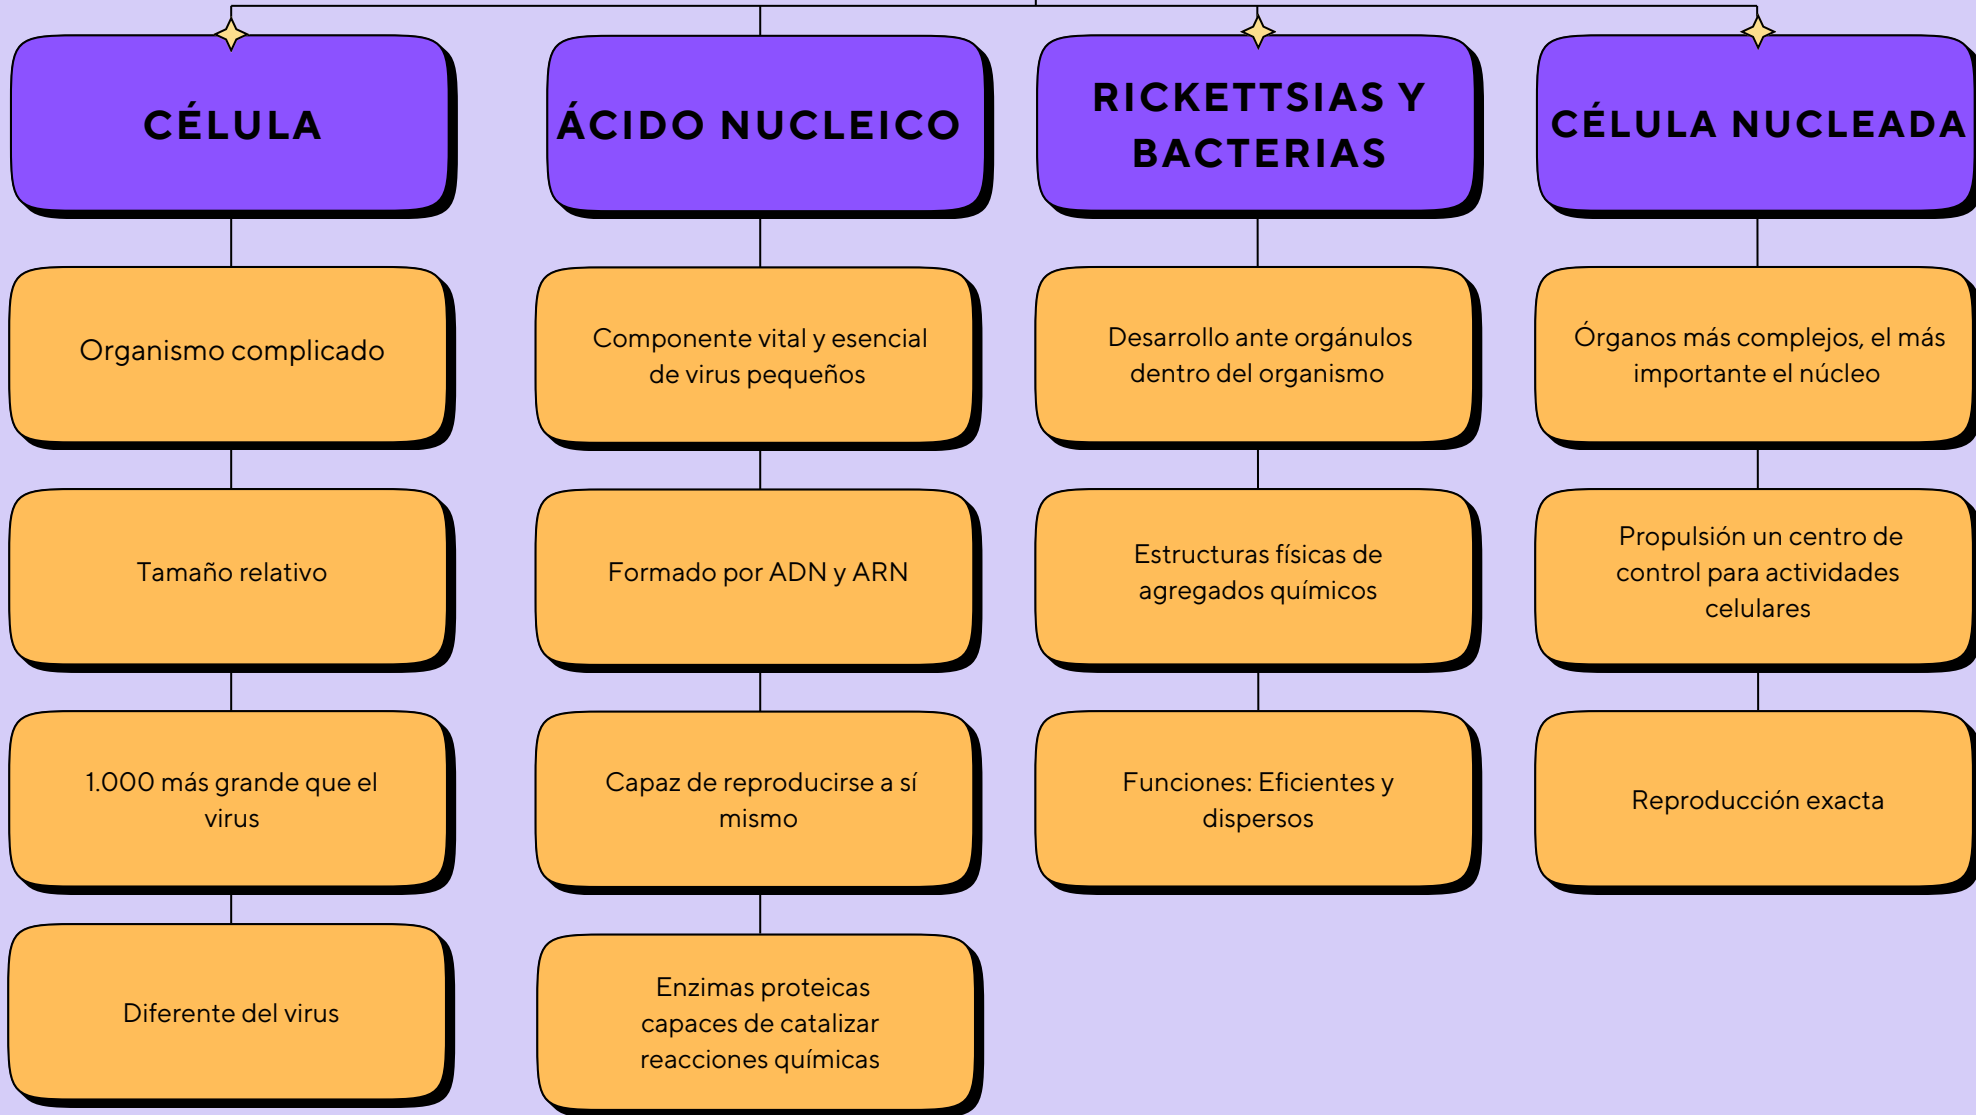 CÉLULA
Organismo complicado
Tamaño relativo
1.000 más grande que el
virus
Diferente del virus
ÁCIDO NUCLEICO
Componente vital y esencial
de virus pequeños
Formado por ADN y ARN
Capaz de reproducirse a sí
mismo
Enzimas proteicas
capaces de catalizar
reacciones químicas
RICKETTSIAS Y
BACTERIAS
Desarrollo ante orgánulos
dentro del organismo
Estructuras físicas de
agregados químicos
Funciones: Eficientes y
dispersos
CÉLULA NUCLEADA
Órganos más complejos, el más
importante el núcleo
Propulsión un centro de
control para actividades
celulares
Reproducción exacta